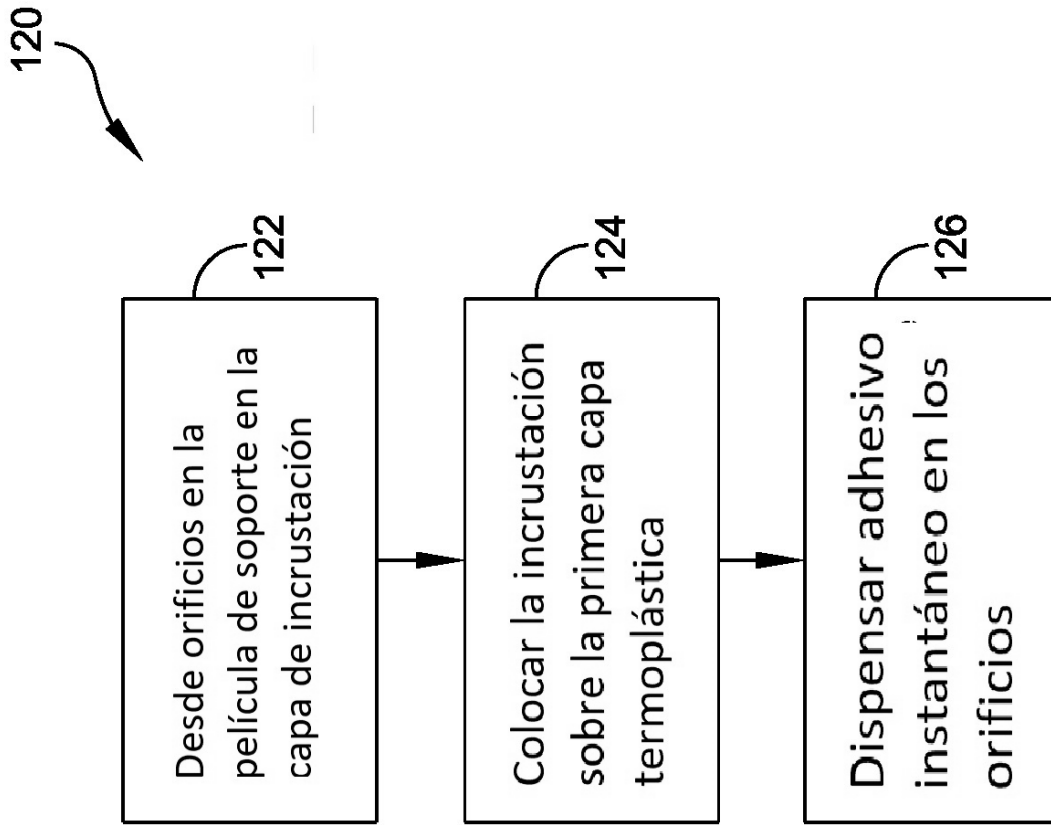 120
Desde orificios en la
película de soporte en la
capa de incrustación
122
Colocar la incrustación
sobre la primera capa
termoplástica
124
Dispensar adhesivo
instantáneo en los
orificios
126